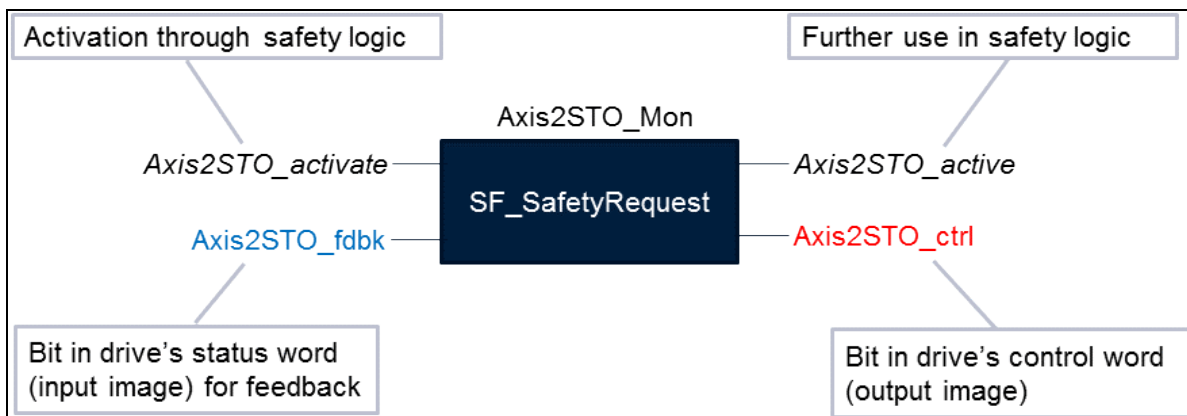 Activation through safety logic
Further use in safety logic
Axis2STO_Mon
Axis2STO_activate
SF_SafetyRequest
Axis2STO_active
Axis2STO_fdbk
Axis2STO_ctrl
Bit in drive's status word
(input image) for feedback
Bit in drive's control word
(output image)